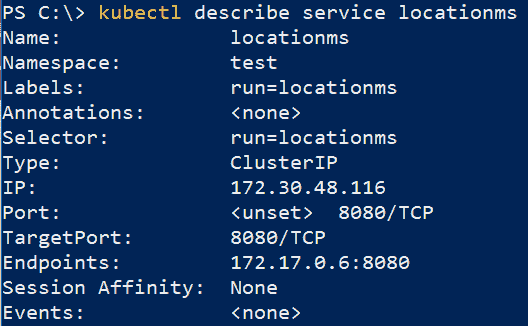 PS C:\> kubectl describe service locationms
Name:              locationms
Namespace:         test
Labels:            run=locationms
Annotations:       <none>
Selector:          run=locationms
Type:              ClusterIP
IP:                172.30.48.116
Port:              <unset>  8080/TCP
TargetPort:        8080/TCP
Endpoints:         172.17.0.6:8080
Session Affinity:  None
Events:            <none>